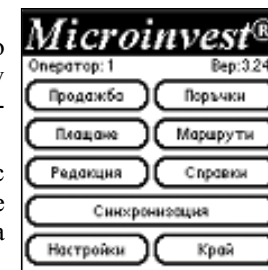 Microinvest®
Оператор: 1 Вер:3.24
Продажба Поръчки
Плащане Маршрути
Редакция Справки
Синхронизация
Настройки Край